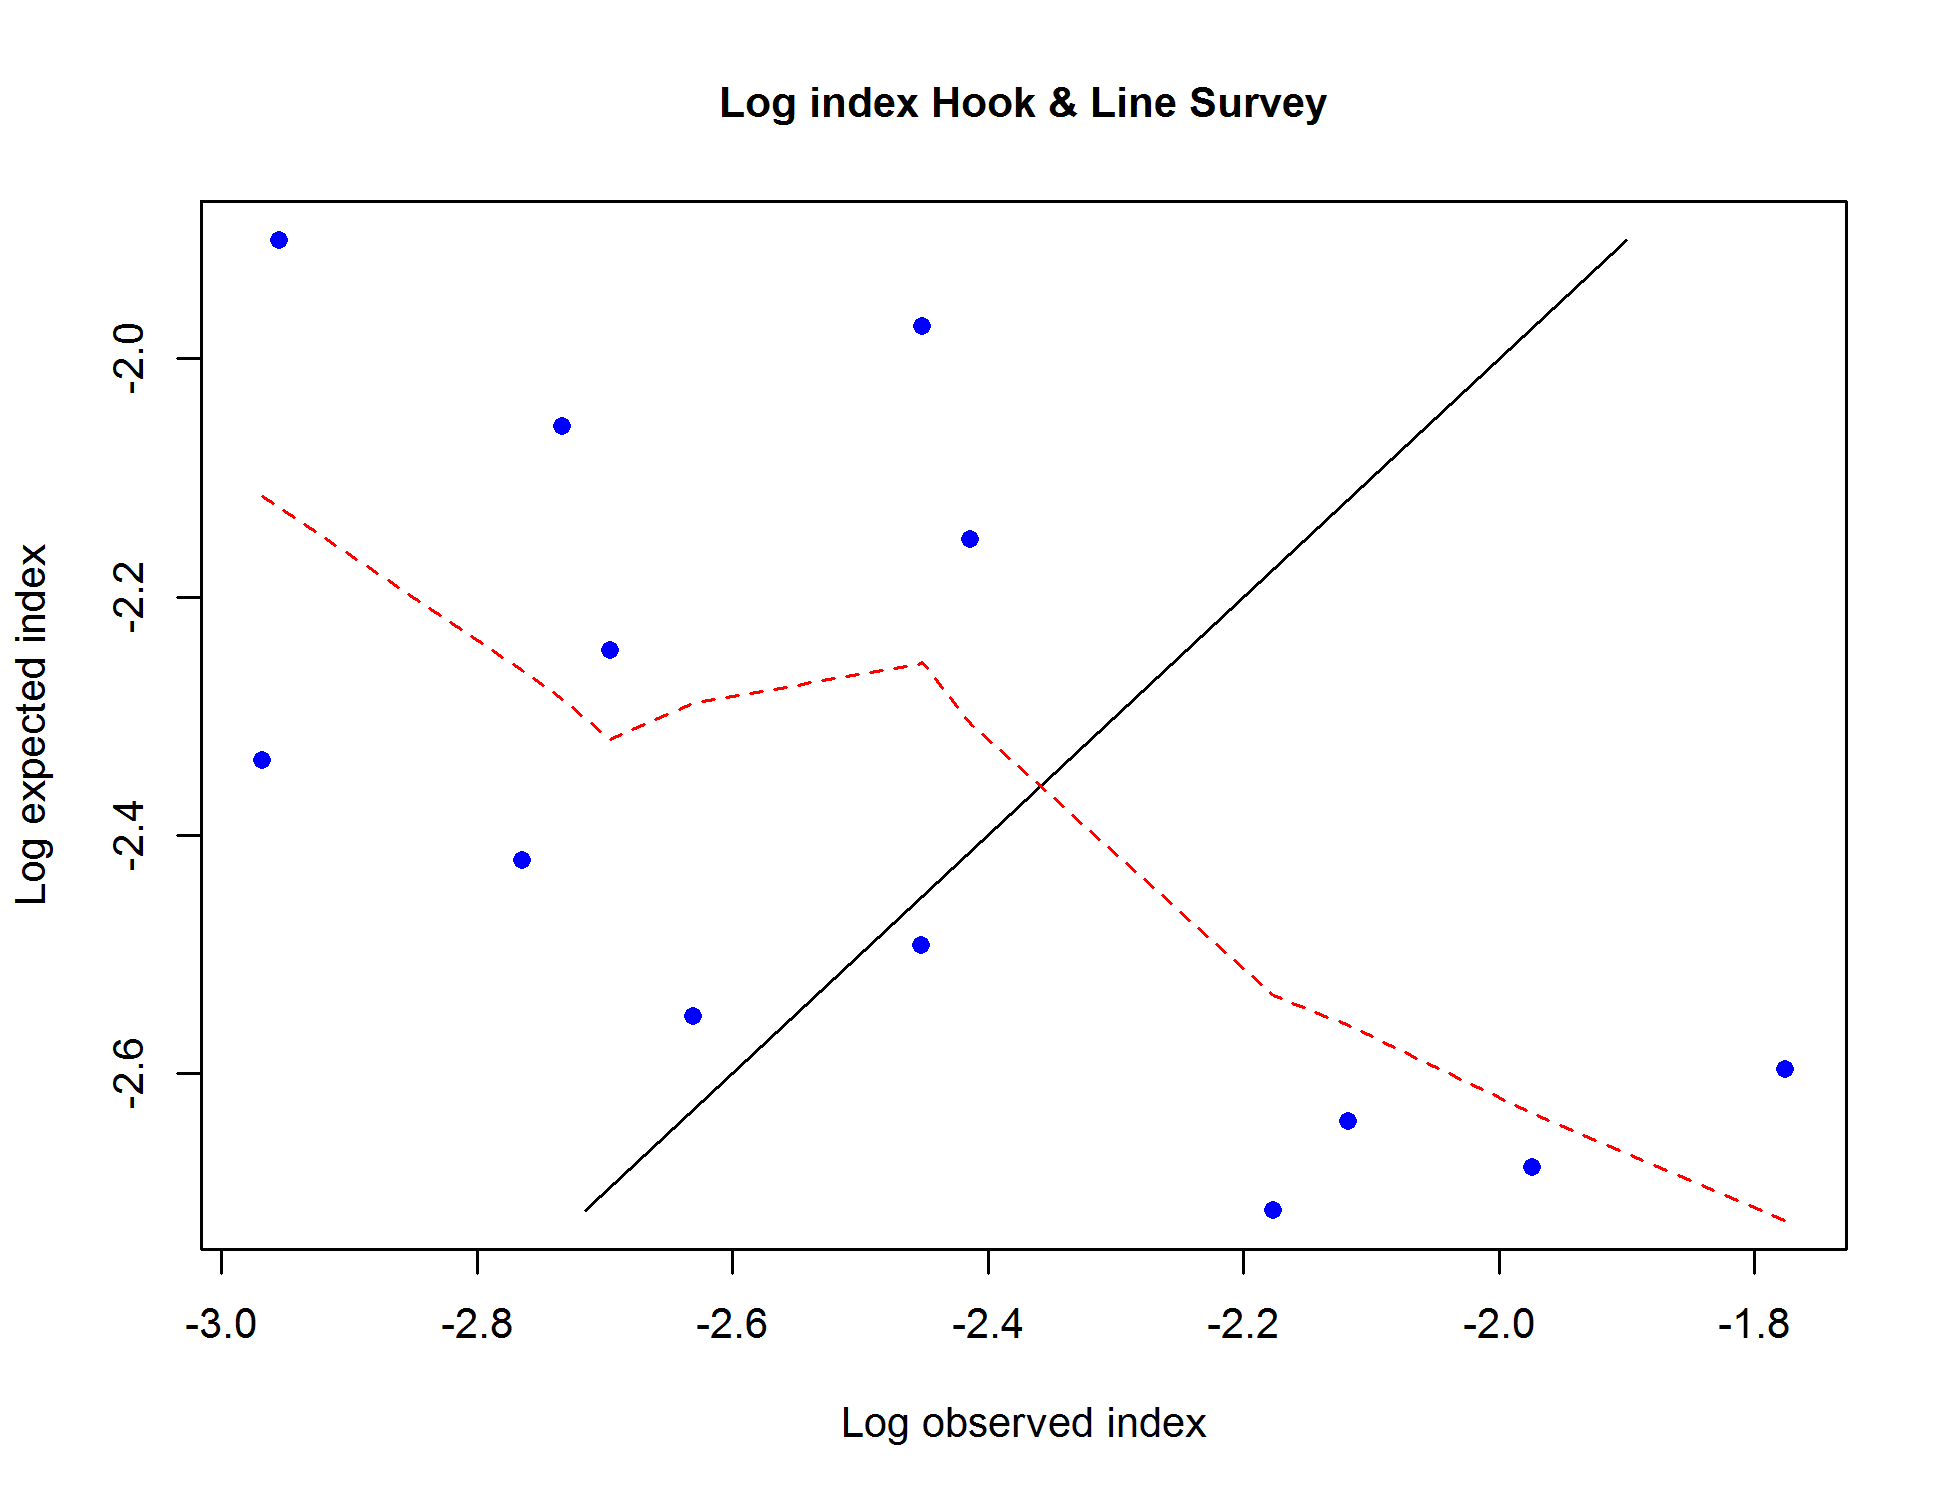 Log index Hook & Line Survey
Log expected index
-2.0
-2.2
-2.4
-2.6
-3.0 -2.8 -2.6 -2.4 -2.2 -2.0 -1.8
Log observed index